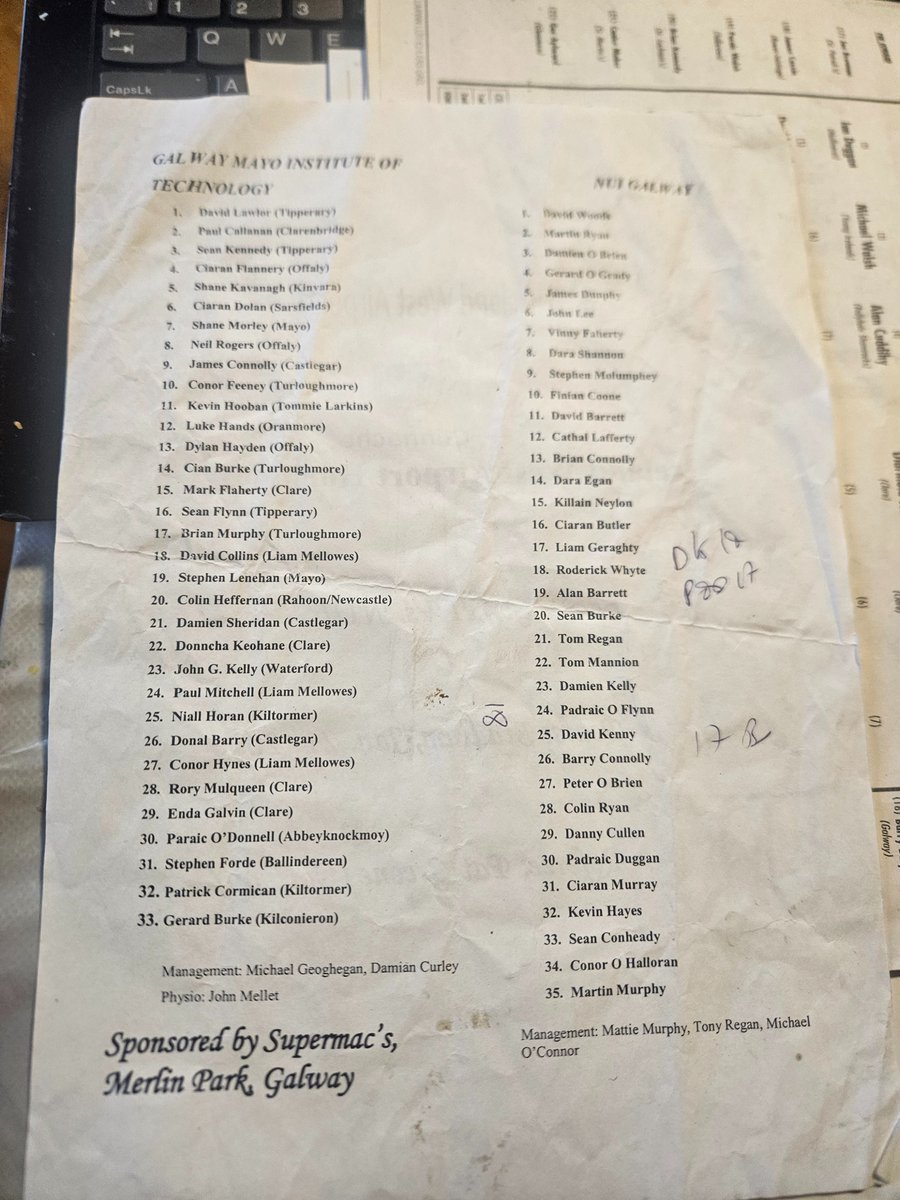 GALWAY MAYO INSTITUTE OF
TECHNOLOGY
1. David Lawlor (Tipperary)
2. Paul Callanan (Clarenbridge)
3. Sean Kennedy (Tipperary)
4. Ciaran Flannery (Offaly)
5. Shane Kavanagh (Kinvara)
6. Ciaran Dolan (Sarsfields)
7. Shane Morley (Mayo)
8. Neil Rogers (Offaly)
9. James Connolly (Castlegar)
10. Conor Feeney (Turloughmore)
11. Kevin Hooban (Tommie Larkins)
12. Luke Hands (Oranmore)
13. Dylan Hayden (Offaly)
14. Cian Burke (Turloughmore)
15. Mark Flaherty (Clare)
16. Sean Flynn (Tipperary)
17. Brian Murphy (Turloughmore)
18. David Collins (Liam Mellowes)
19. Stephen Lenehan (Mayo)
20. Colin Heffernan (Rahoon/Newcastle)
21. Damien Sheridan (Castlegar)
22. Donncha Keohane (Clare)
23. John G. Kelly (Waterford)
24. Paul Mitchell (Liam Mellowes)
25. Niall Horan (Kiltormer)
26. Donal Barry (Castlegar)
27. Conor Hynes (Liam Mellowes)
28. Rory Mulqueen (Clare)
29. Enda Galvin (Clare)
30. Paraic O'Donnell (Abbeyknockmoy)
31. Stephen Forde (Ballindereen)
32. Patrick Cormican (Kiltormer)
33. Gerard Burke (Kilconieron)
Management: Michael Geoghegan, Damian Curley
Physio: John Mellet
Sponsored by Supermac's,
Merlin Park, Galway
NUI GALWAY
1. David Woods
2. Martin Ryan
3. Damien O Brien
4. Gerard O Grady
5. James Dunphy
6. John Lee
7. Vinny Faherty
8. Dara Shannon
9. Stephen Molumphey
10. Finian Coone
11. David Barrett
12. Cathal Lafferty
13. Brian Connolly
14. Dara Egan
15. Killain Neylon
16. Ciaran Butler
17. Liam Geraghty
18. Roderick Whyte
19. Alan Barrett
20. Sean Burke
21. Tom Regan
22. Tom Mannion
23. Damien Kelly
24. Padraic O Flynn
25. David Kenny
26. Barry Connolly
27. Peter O Brien
28. Colin Ryan
29. Danny Cullen
30. Padraic Duggan
31. Ciaran Murray
32. Kevin Hayes
33. Sean Conheady
34. Conor O Halloran
35. Martin Murphy
Management: Mattie Murphy, Tony Regan, Michael
O'Connor
17
1 2 3
Q W E
CapsLk A
Michael Walsh
(Galway)
(5)
(6)
(7)